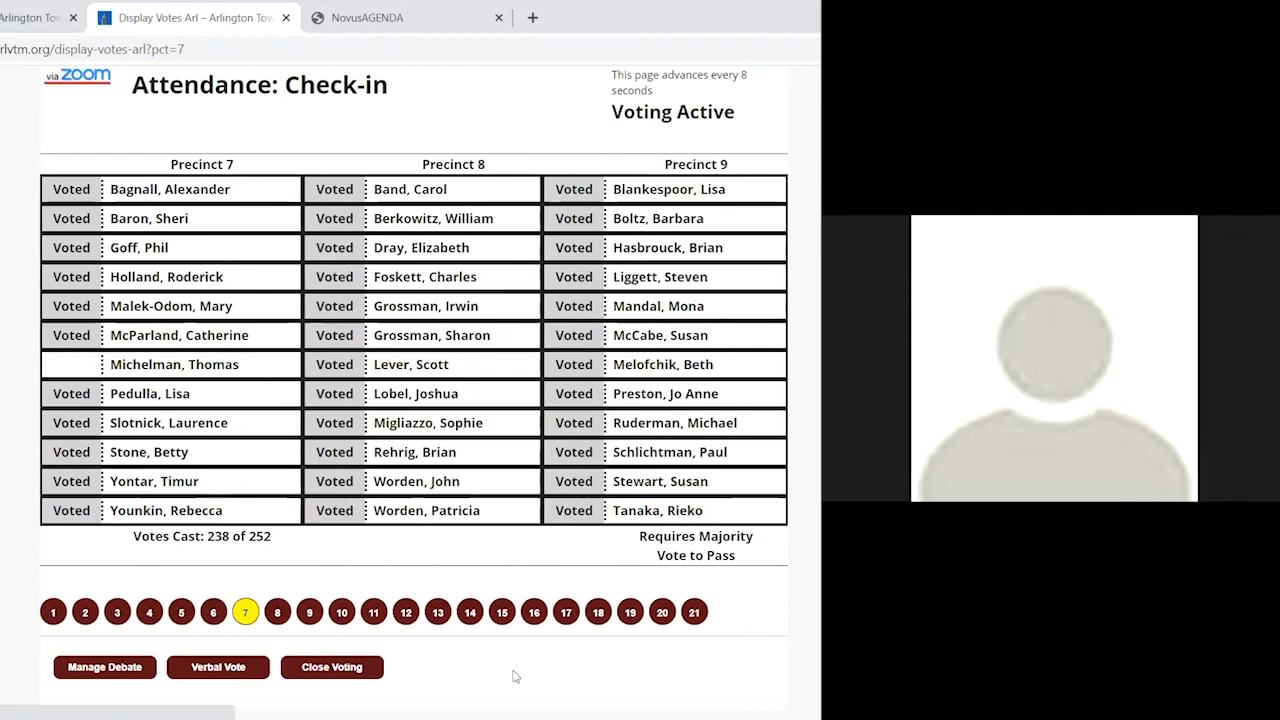 Arlington Tow
Display Votes Arl – Arlington Tow
NovusAGENDA
rlvtm.org/display-votes-arl?pct=7
via zoom
Attendance: Check-in
This page advances every 8
seconds
Voting Active
Precinct 7 Precinct 8 Precinct 9
Voted Bagnall, Alexander Voted Band, Carol Voted Blankespoor, Lisa
Voted Baron, Sheri Voted Berkowitz, William Voted Boltz, Barbara
Voted Goff, Phil Voted Dray, Elizabeth Voted Hasbrouck, Brian
Voted Holland, Roderick Voted Foskett, Charles Voted Liggett, Steven
Voted Malek-Odom, Mary Voted Grossman, Irwin Voted Mandal, Mona
Voted McParland, Catherine Voted Grossman, Sharon Voted McCabe, Susan
Michelman, Thomas Voted Lever, Scott Voted Melofchik, Beth
Voted Pedulla, Lisa Voted Lobel, Joshua Voted Preston, Jo Anne
Voted Slotnick, Laurence Voted Migliazzo, Sophie Voted Ruderman, Michael
Voted Stone, Betty Voted Rehrig, Brian Voted Schlichtman, Paul
Voted Yontar, Timur Voted Worden, John Voted Stewart, Susan
Voted Younkin, Rebecca Voted Worden, Patricia Voted Tanaka, Rieko
Votes Cast: 238 of 252
Requires Majority
Vote to Pass
1 2 3 4 5 6 7 8 9 10 11 12 13 14 15 16 17 18 19 20 21
Manage Debate Verbal Vote Close Voting